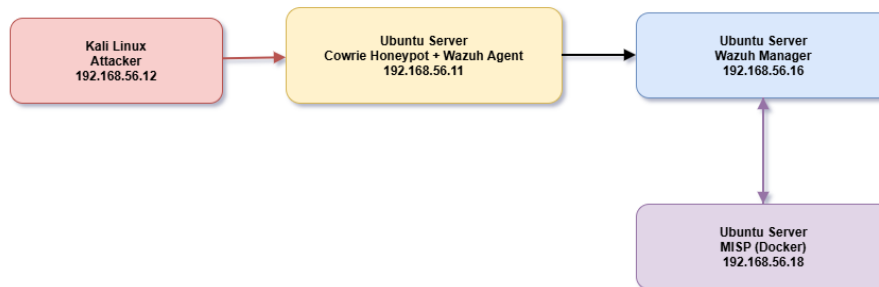 Kali Linux
Attacker
192.168.56.12
Ubuntu Server
Cowrie Honeypot + Wazuh Agent
192.168.56.11
Ubuntu Server
Wazuh Manager
192.168.56.16
Ubuntu Server
MISP (Docker)
192.168.56.18